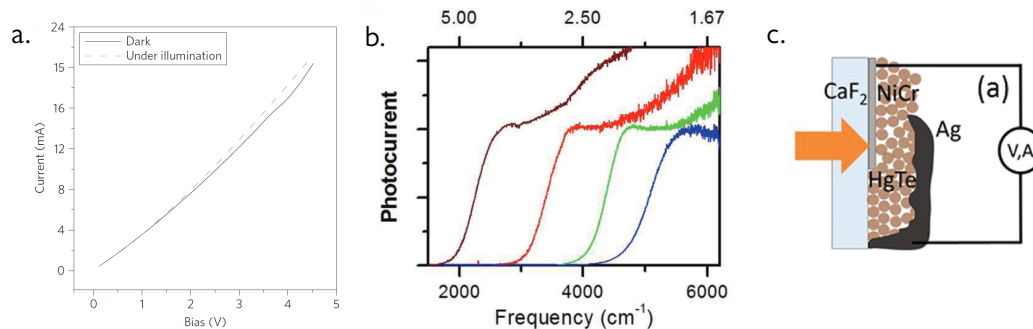 a.
Dark
Under illumination
24
15
16
12
8
4
0
Current (mA)
0
1
2
3
4
5
Bias (V)
b.
5.00
2.50
1.67
Photocurrent
2000
4000
6000
Frequency (cm⁻¹)
c.
(a)
CaF₂
NiCr
Ag
V,A
HgTe